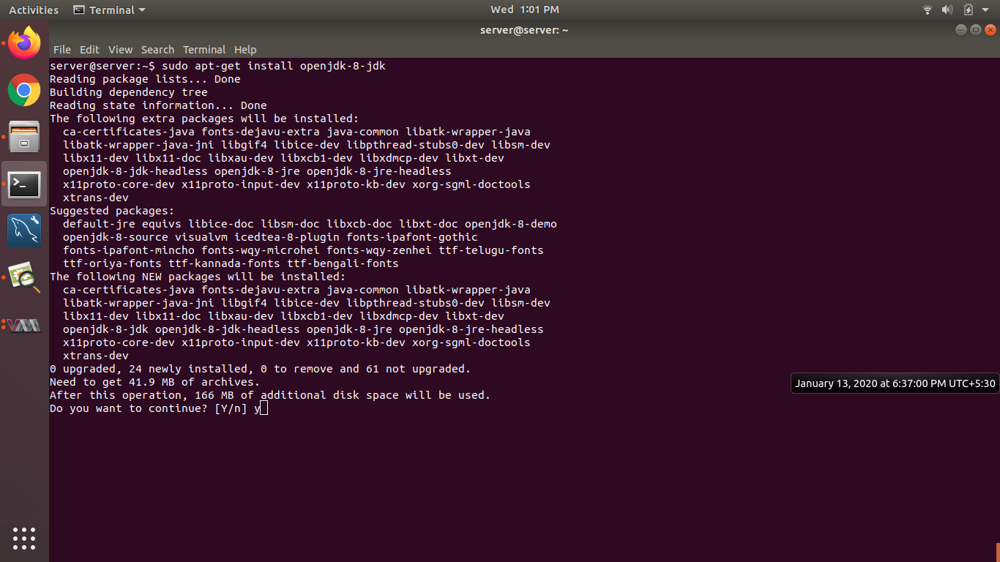 Activities Terminal Wed 1:01 PM
server@server: ~
File Edit View Search Terminal Help
server@server:~$ sudo apt-get install openjdk-8-jdk
Reading package lists... Done
Building dependency tree
Reading state information... Done
The following extra packages will be installed:
ca-certificates-java fonts-dejavu-extra java-common libatk-wrapper-java
libatk-wrapper-java-jni libgif4 libice-dev libpthread-stubs0-dev libsm-dev
libx11-dev libx11-doc libxau-dev libxcb1-dev libxdmcp-dev libxt-dev
openjdk-8-jdk-headless openjdk-8-jre openjdk-8-jre-headless
x11proto-core-dev x11proto-input-dev x11proto-kb-dev xorg-sgml-doctools
xtrans-dev
Suggested packages:
default-jre equivs libice-doc libsm-doc libxcb-doc libxt-doc openjdk-8-demo
openjdk-8-source visualvm icedtea-8-plugin fonts-ipafont-gothic
fonts-ipafont-mincho fonts-wqy-microhei fonts-wqy-zenhei ttf-telugu-fonts
ttf-oriya-fonts ttf-kannada-fonts ttf-bengali-fonts
The following NEW packages will be installed:
ca-certificates-java fonts-dejavu-extra java-common libatk-wrapper-java
libatk-wrapper-java-jni libgif4 libice-dev libpthread-stubs0-dev libsm-dev
libx11-dev libx11-doc libxau-dev libxcb1-dev libxdmcp-dev libxt-dev
openjdk-8-jdk openjdk-8-jdk-headless openjdk-8-jre openjdk-8-jre-headless
x11proto-core-dev x11proto-input-dev x11proto-kb-dev xorg-sgml-doctools
xtrans-dev
0 upgraded, 24 newly installed, 0 to remove and 61 not upgraded.
Need to get 41.9 MB of archives.
January 13, 2020 at 6:37:00 PM UTC+5:30
After this operation, 166 MB of additional disk space will be used.
Do you want to continue? [Y/n] y